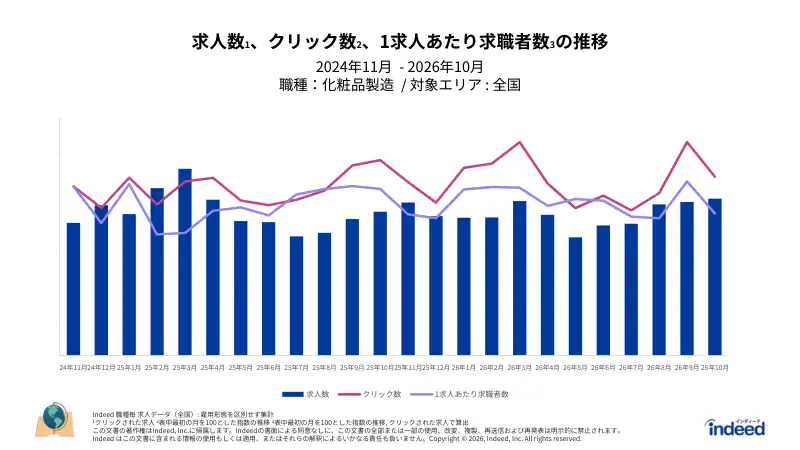 求人数1、クリック数2、1求人あたり求職者数3の推移
2024年11月 - 2026年10月
職種：化粧品製造 / 対象エリア : 全国
24年11月 24年12月 25年1月 25年2月 25年3月 25年4月 25年5月 25年6月 25年7月 25年8月 25年9月 25年10月 25年11月 25年12月 26年1月 26年2月 26年3月 26年4月 26年5月 26年6月 26年7月 26年8月 26年9月 26年10月
求人数 クリック数 1求人あたり求職者数
Indeed 職種毎 求人データ（全国）: 雇用形態を区別せず集計
¹クリックされた求人 ²表中最初の月を100とした指数の推移 ³表中最初の月を100とした指数の推移, クリックされた求人で算出
この文書の著作権はIndeed, Inc.に帰属します。Indeedの書面による同意なしに、この文書の全部または一部の使用、改変、複製、再送信および再発表は明示的に禁止されます。
Indeed はこの文書に含まれる情報の使用もしくは適用、またはそれらの解釈によるいかなる責任も負いません。Copyright © 2026, Indeed, Inc. All rights reserved.
インディード
indeed